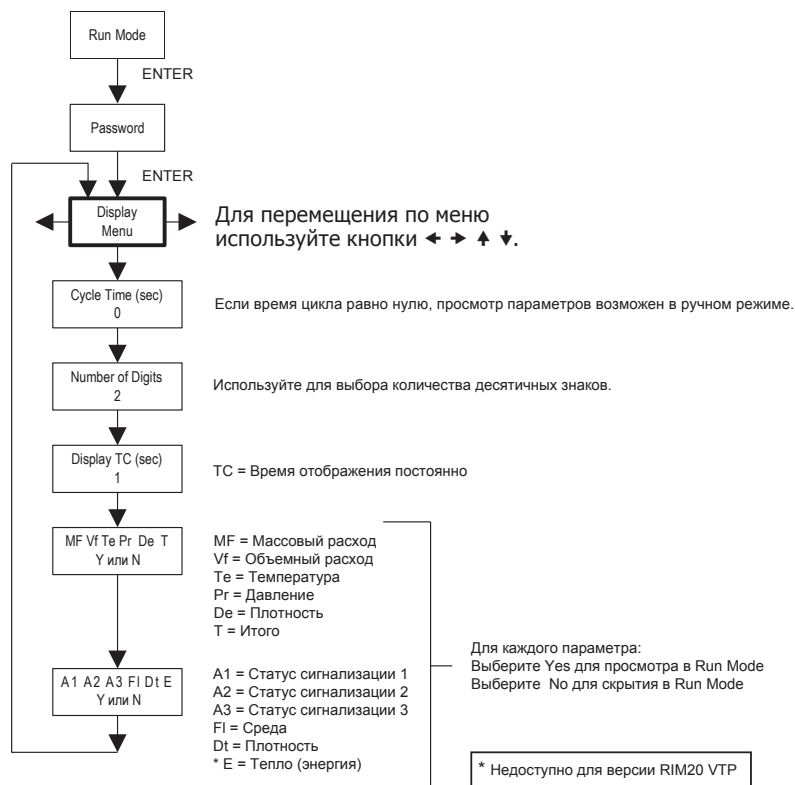 Run Mode
ENTER
Password
ENTER
Display
Menu
Для перемещения по меню
используйте кнопки ← → ↑ ↓.
Cycle Time (sec)
0
Если время цикла равно нулю, просмотр параметров возможен в ручном режиме.
Number of Digits
2
Используйте для выбора количества десятичных знаков.
Display TC (sec)
1
TC = Время отображения постоянно
MF Vf Te Pr De T
Y или N
MF = Массовый расход
Vf = Объемный расход
Te = Температура
Pr = Давление
De = Плотность
T = Итого
Для каждого параметра:
Выберите Yes для просмотра в Run Mode
Выберите No для скрытия в Run Mode
A1 A2 A3 Fl Dt E
Y или N
A1 = Статус сигнализации 1
A2 = Статус сигнализации 2
A3 = Статус сигнализации 3
Fl = Среда
Dt = Плотность
* E = Тепло (энергия)
* Недоступно для версии RIM20 VTP